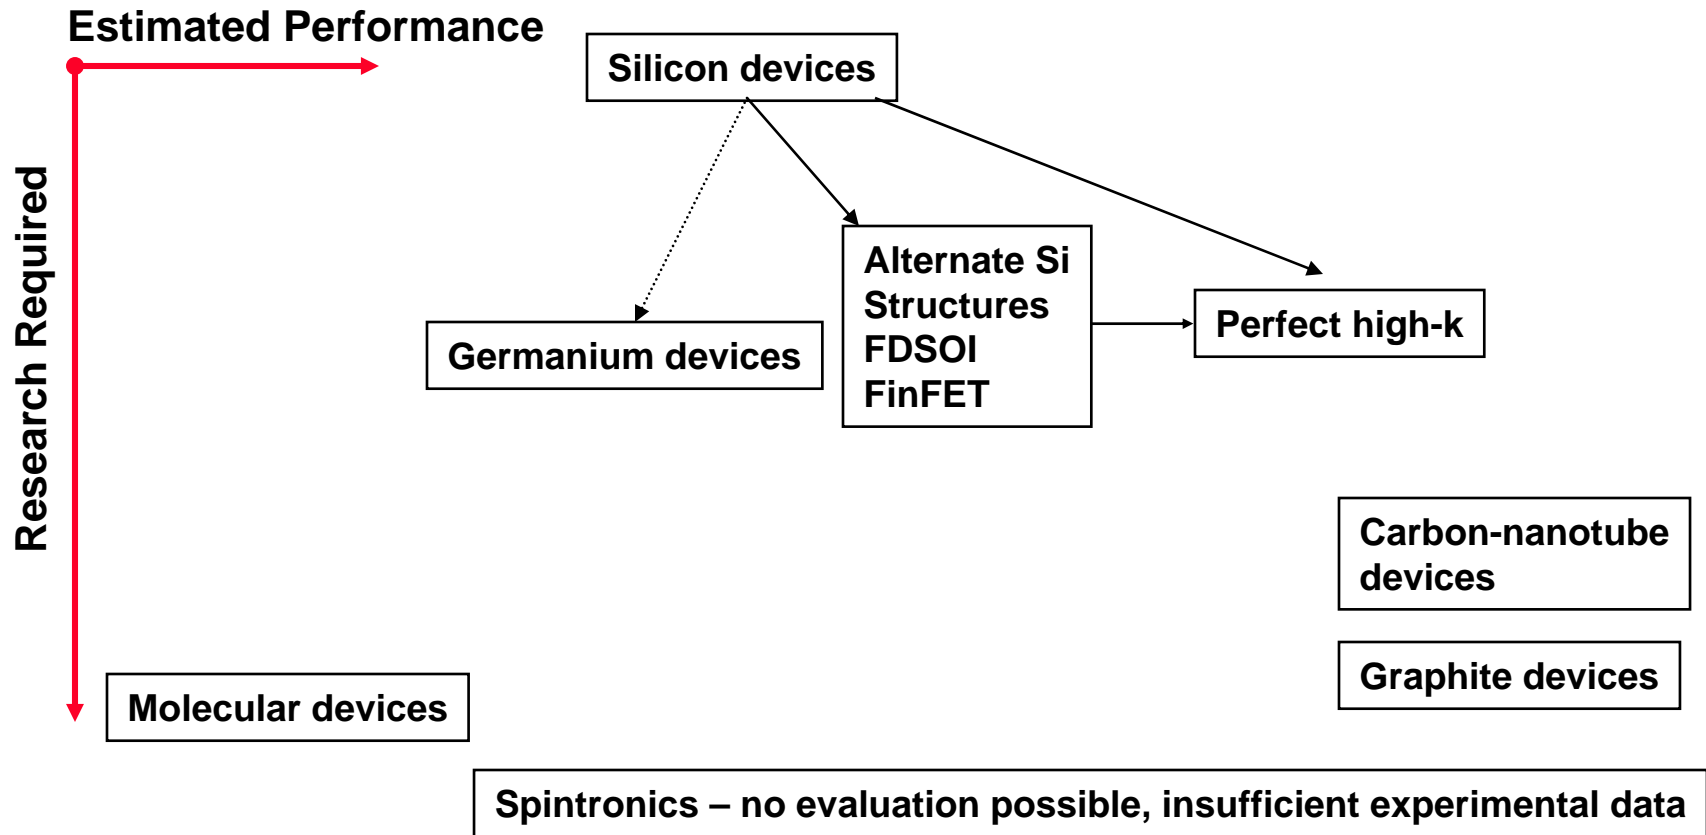 Estimated Performance
Silicon devices
Research Required
Alternate Si
Structures
FDSOI
FinFET
Perfect high-k
Germanium devices
Carbon-nanotube
devices
Graphite devices
Molecular devices
Spintronics – no evaluation possible, insufficient experimental data